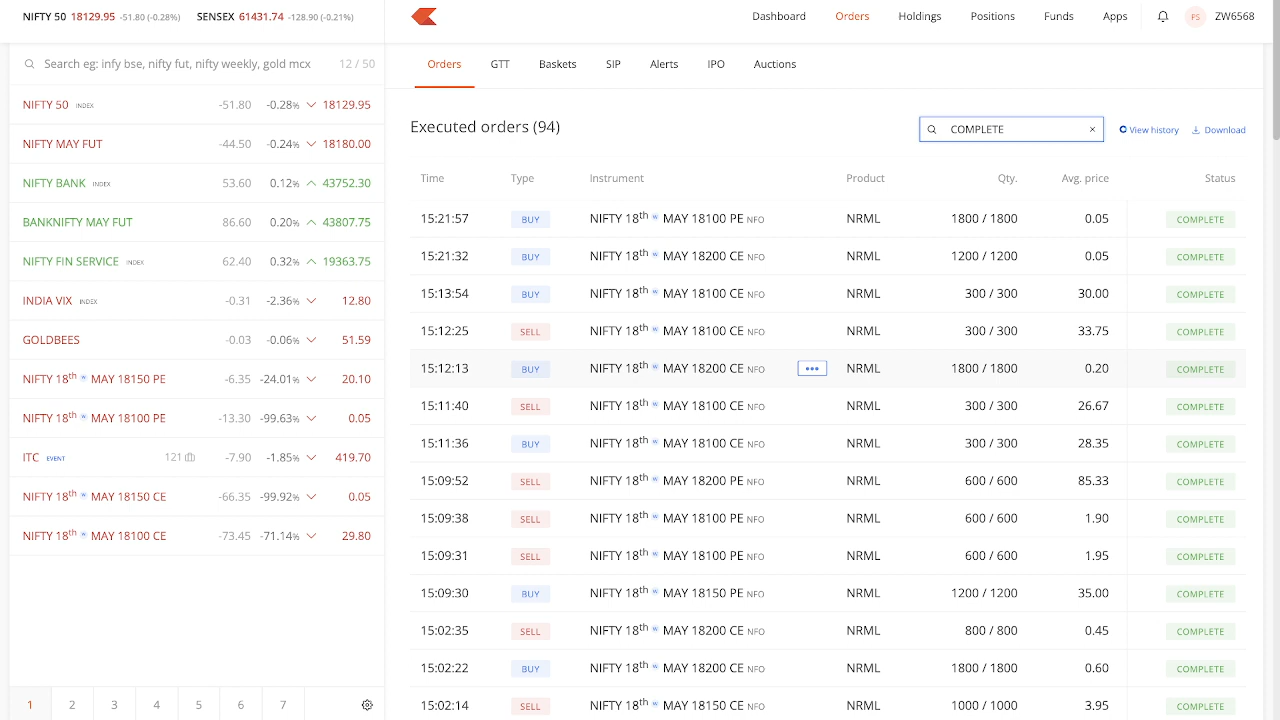 NIFTY 50 18129.95 -51.80 (-0.28%) SENSEX 61431.74 -128.90 (-0.21%)
Dashboard Orders Holdings Positions Funds Apps PS ZW6568
Search eg: infy bse, nifty fut, nifty weekly, gold mcx 12 / 50
NIFTY 50 INDEX -51.80 -0.28% 18129.95
NIFTY MAY FUT -44.50 -0.24% 18180.00
NIFTY BANK INDEX 53.60 0.12% 43752.30
BANKNIFTY MAY FUT 86.60 0.20% 43807.75
NIFTY FIN SERVICE INDEX 62.40 0.32% 19363.75
INDIA VIX INDEX -0.31 -2.36% 12.80
GOLDBEES -0.03 -0.06% 51.59
NIFTY 18th w MAY 18150 PE -6.35 -24.01% 20.10
NIFTY 18th w MAY 18100 PE -13.30 -99.63% 0.05
ITC EVENT 121 -7.90 -1.85% 419.70
NIFTY 18th w MAY 18150 CE -66.35 -99.92% 0.05
NIFTY 18th w MAY 18100 CE -73.45 -71.14% 29.80
1 2 3 4 5 6 7
Orders GTT Baskets SIP Alerts IPO Auctions
Executed orders (94) COMPLETE × View history Download
Time Type Instrument Product Qty. Avg. price Status
15:21:57 BUY NIFTY 18th w MAY 18100 PE NFO NRML 1800 / 1800 0.05 COMPLETE
15:21:32 BUY NIFTY 18th w MAY 18200 CE NFO NRML 1200 / 1200 0.05 COMPLETE
15:13:54 BUY NIFTY 18th w MAY 18100 CE NFO NRML 300 / 300 30.00 COMPLETE
15:12:25 SELL NIFTY 18th w MAY 18100 CE NFO NRML 300 / 300 33.75 COMPLETE
15:12:13 BUY NIFTY 18th w MAY 18200 CE NFO ••• NRML 1800 / 1800 0.20 COMPLETE
15:11:40 SELL NIFTY 18th w MAY 18100 CE NFO NRML 300 / 300 26.67 COMPLETE
15:11:36 BUY NIFTY 18th w MAY 18100 CE NFO NRML 300 / 300 28.35 COMPLETE
15:09:52 SELL NIFTY 18th w MAY 18200 PE NFO NRML 600 / 600 85.33 COMPLETE
15:09:38 SELL NIFTY 18th w MAY 18100 PE NFO NRML 600 / 600 1.90 COMPLETE
15:09:31 SELL NIFTY 18th w MAY 18100 PE NFO NRML 600 / 600 1.95 COMPLETE
15:09:30 BUY NIFTY 18th w MAY 18150 PE NFO NRML 1200 / 1200 35.00 COMPLETE
15:02:35 SELL NIFTY 18th w MAY 18200 CE NFO NRML 800 / 800 0.45 COMPLETE
15:02:22 BUY NIFTY 18th w MAY 18200 CE NFO NRML 1800 / 1800 0.60 COMPLETE
15:02:14 SELL NIFTY 18th w MAY 18150 CE NFO NRML 1000 / 1000 3.95 COMPLETE